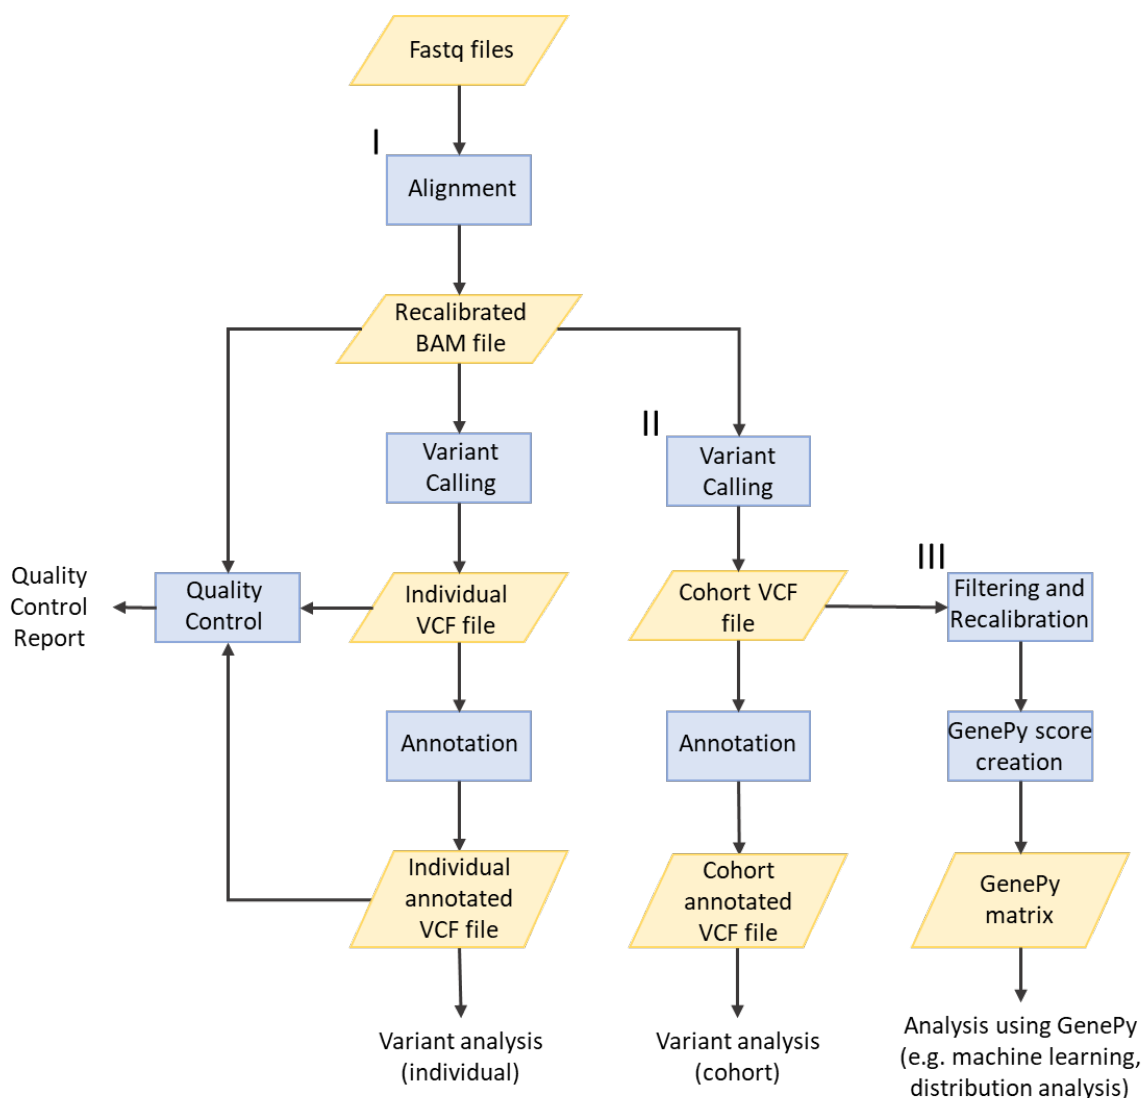 Fastq files
I
Alignment
Recalibrated
BAM file
Variant
Calling
II
Variant
Calling
Quality
Control
Report
Quality
Control
Individual
VCF file
Cohort VCF
file
III
Filtering and
Recalibration
Annotation
Annotation
GenePy score
creation
Individual
annotated
VCF file
Cohort
annotated
VCF file
GenePy
matrix
Variant analysis
(individual)
Variant analysis
(cohort)
Analysis using GenePy
(e.g. machine learning,
distribution analysis)